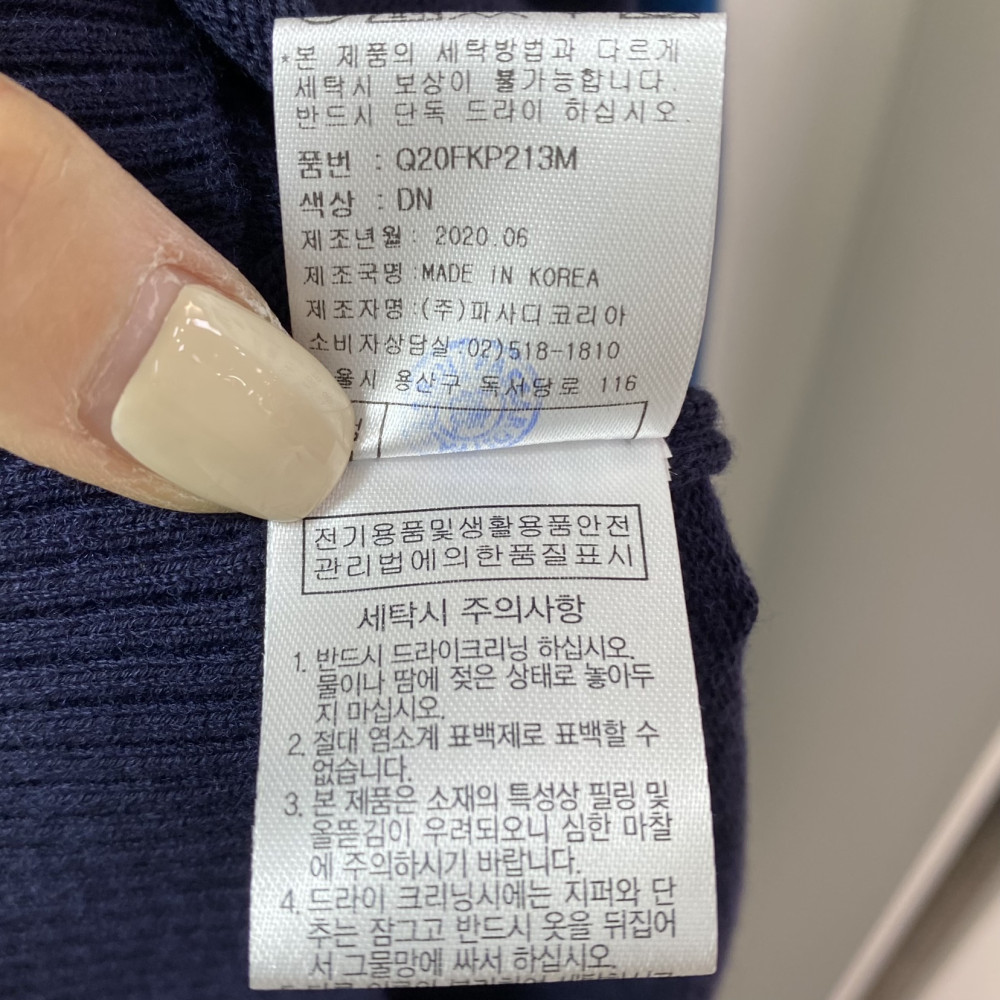 *본 제품의 세탁방법과 다르게
세탁시 보상이 불가능합니다.
반드시 단독 드라이 하십시오.
품번 : Q20FKP213M
색상 : DN
제조년월: 2020.06
제조국명:MADE IN KOREA
제조자명:(주)파사디코리아
소비자상담실:02)518-1810
울시 용산구 독서당로 116
전기용품및생활용품안전
관리법에의한품질표시
세탁시 주의사항
1. 반드시 드라이크리닝 하십시오.
물이나 땀에 젖은 상태로 놓아두
지 마십시오.
2. 절대 염소계 표백제로 표백할 수
없습니다.
3. 본 제품은 소재의 특성상 필링 및
올뜯김이 우려되오니 심한 마찰
에 주의하시기 바랍니다.
4. 드라이 크리닝시에는 지퍼와 단
추는 잠그고 반드시 옷을 뒤집어
서 그물망에 싸서 하십시오.